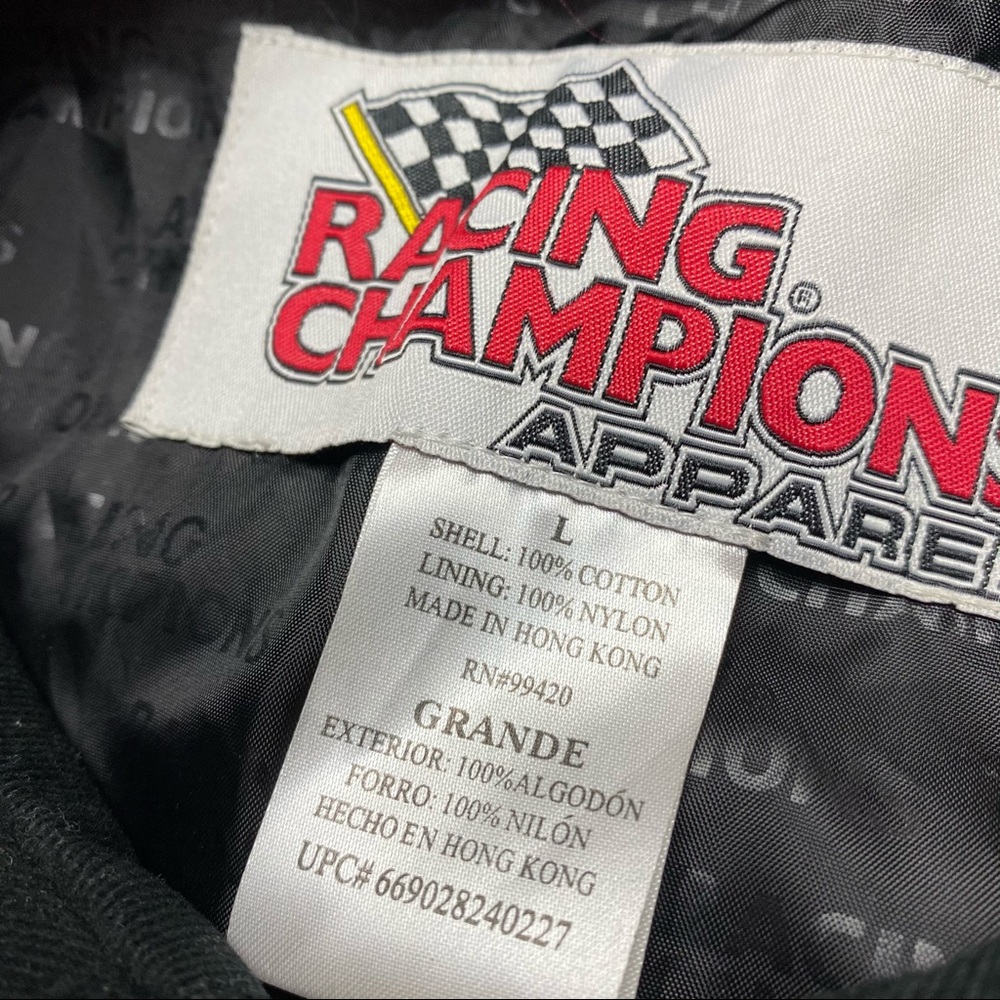 RACING
CHAMPIONS
®
APPAREL
L
SHELL: 100% COTTON
LINING: 100% NYLON
MADE IN HONG KONG
RN#99420
GRANDE
EXTERIOR: 100%ALGODÓN
FORRO: 100% NILÓN
HECHO EN HONG KONG
UPC# 669028240227